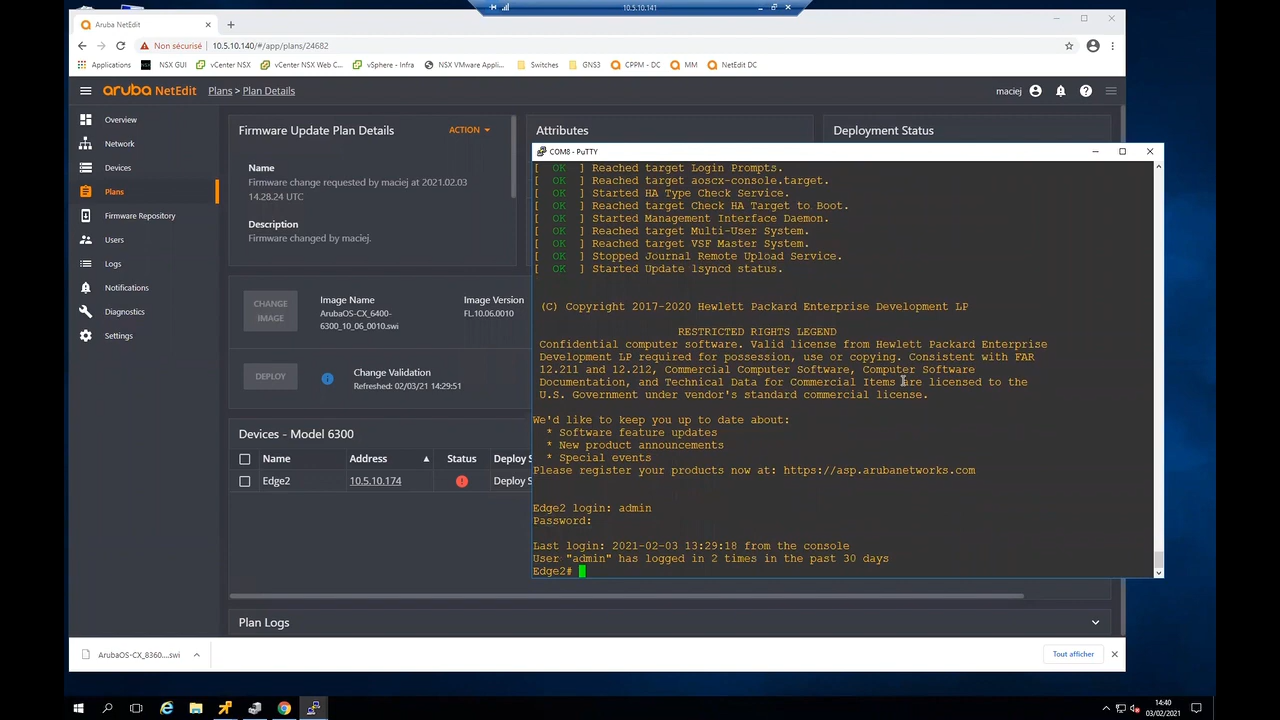 10.5.10.141
Aruba NetEdit
Non sécurisé 10.5.10.140/#/app/plans/24682
Applications NSX GUI vCenter NSX vCenter NSX Web C... vSphere - Infra NSX VMware Appli... Switches GNS3 CPPM - DC MM NetEdit DC
aruba NetEdit Plans > Plan Details maciej
Overview
Network
Devices
Plans
Firmware Repository
Users
Logs
Notifications
Diagnostics
Settings
Firmware Update Plan Details ACTION
Name
Firmware change requested by maciej at 2021.02.03
14.28.24 UTC
Description
Firmware changed by maciej.
Attributes
Deployment Status
CHANGE
IMAGE
Image Name
ArubaOS-CX_6400-
6300_10_06_0010.swi
Image Version
FL.10.06.0010
DEPLOY
Change Validation
Refreshed: 02/03/21 14:29:51
Devices - Model 6300
Name Address Status Deploy S
Edge2 10.5.10.174 Deploy S
Plan Logs
COM8 - PuTTY
[ OK ] Reached target Login Prompts.
[ OK ] Reached target aoscx-console.target.
[ OK ] Started HA Type Check Service.
[ OK ] Reached target Check HA Target to Boot.
[ OK ] Started Management Interface Daemon.
[ OK ] Reached target Multi-User System.
[ OK ] Reached target VSF Master System.
[ OK ] Stopped Journal Remote Upload Service.
[ OK ] Started Update lsyncd status.
(C) Copyright 2017-2020 Hewlett Packard Enterprise Development LP
RESTRICTED RIGHTS LEGEND
Confidential computer software. Valid license from Hewlett Packard Enterprise
Development LP required for possession, use or copying. Consistent with FAR
12.211 and 12.212, Commercial Computer Software, Computer Software
Documentation, and Technical Data for Commercial Items are licensed to the
U.S. Government under vendor's standard commercial license.
We'd like to keep you up to date about:
* Software feature updates
* New product announcements
* Special events
Please register your products now at: https://asp.arubanetworks.com
Edge2 login: admin
Password:
Last login: 2021-02-03 13:29:18 from the console
User "admin" has logged in 2 times in the past 30 days
Edge2#
ArubaOS-CX_8360....swi
Tout afficher
14:40
03/02/2021